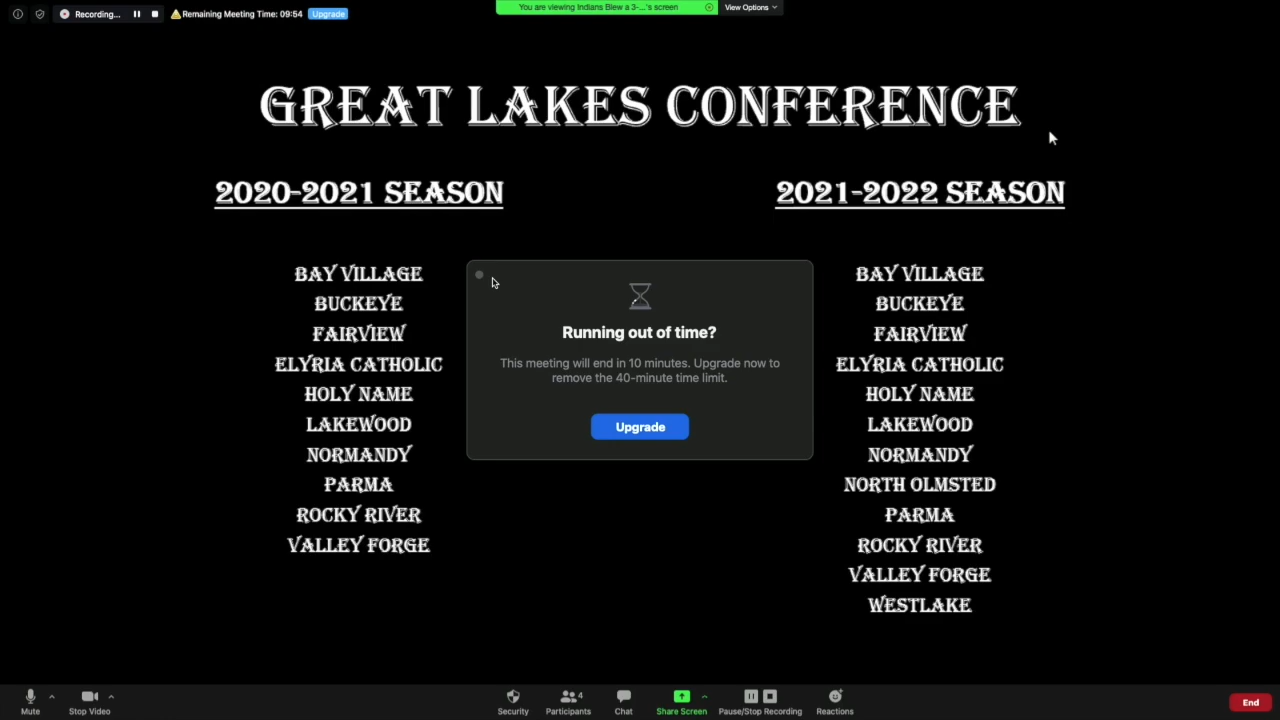 Recording...
Remaining Meeting Time: 09:54
Upgrade
You are viewing Indians Blew a 3-...'s screen
View Options
GREAT LAKES CONFERENCE
2020-2021 SEASON
BAY VILLAGE
BUCKEYE
FAIRVIEW
ELYRIA CATHOLIC
HOLY NAME
LAKEWOOD
NORMANDY
PARMA
ROCKY RIVER
VALLEY FORGE
Running out of time?
This meeting will end in 10 minutes. Upgrade now to
remove the 40-minute time limit.
Upgrade
2021-2022 SEASON
BAY VILLAGE
BUCKEYE
FAIRVIEW
ELYRIA CATHOLIC
HOLY NAME
LAKEWOOD
NORMANDY
NORTH OLMSTED
PARMA
ROCKY RIVER
VALLEY FORGE
WESTLAKE
Mute
Stop Video
Security
4
Participants
Chat
Share Screen
Pause/Stop Recording
Reactions
End